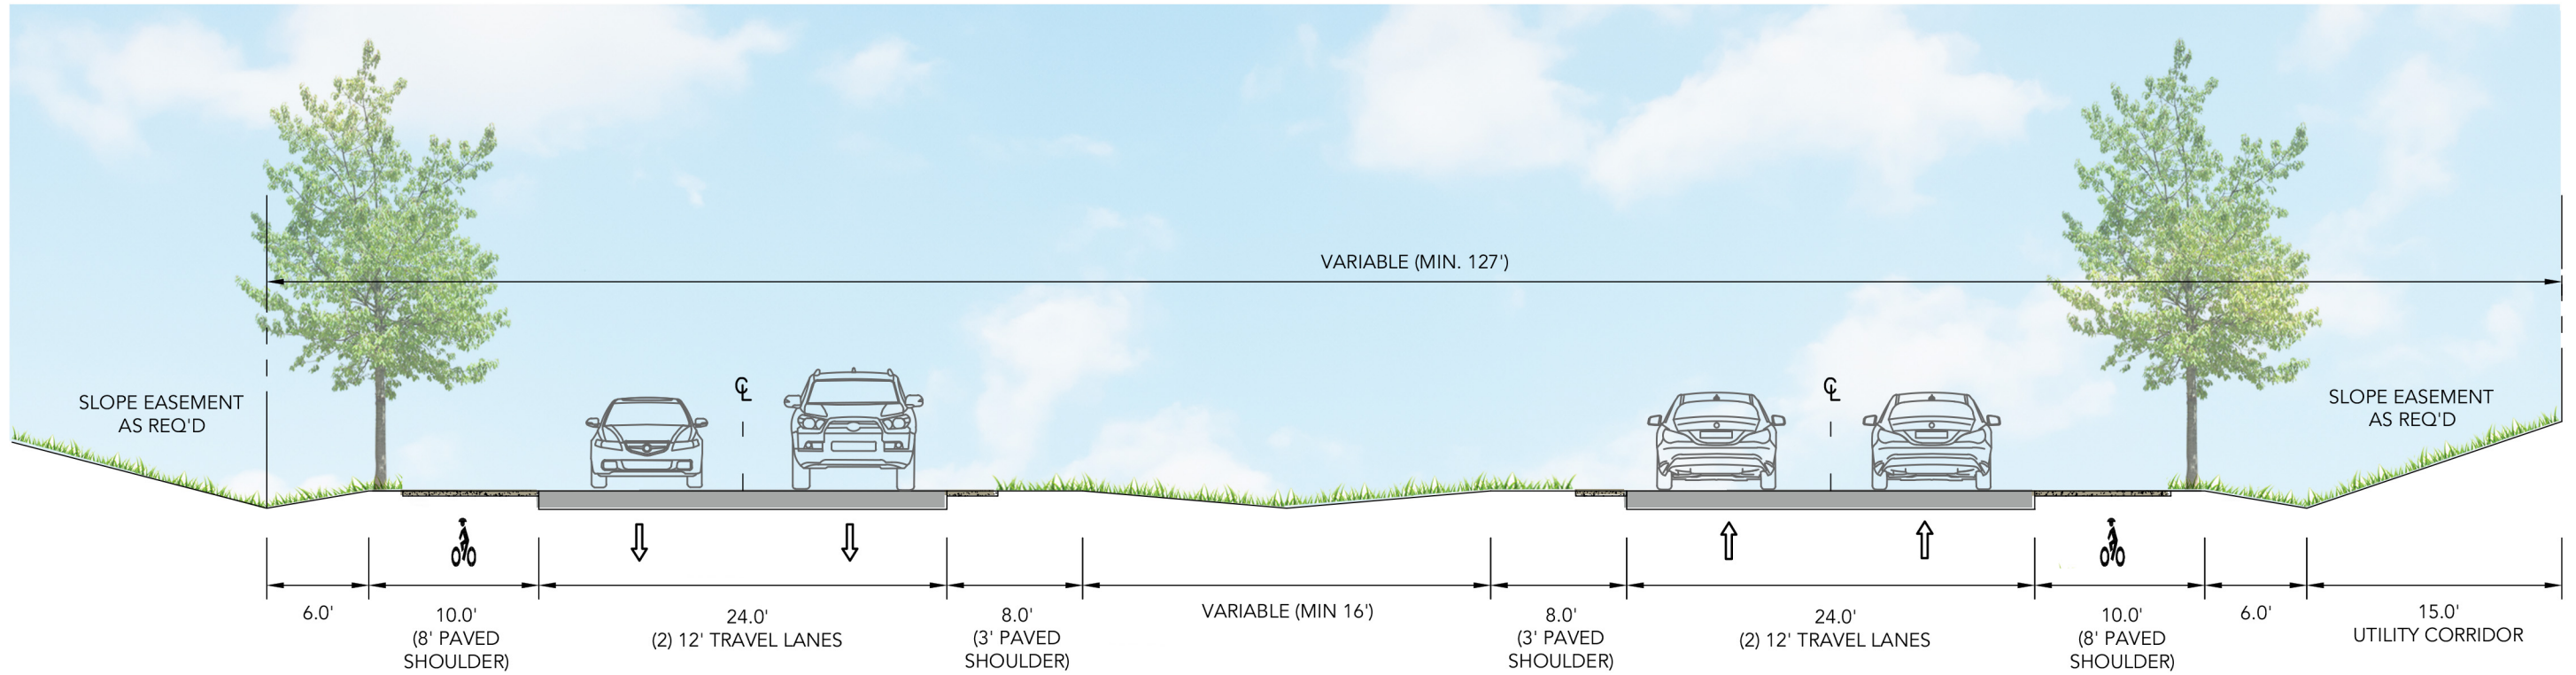 VARIABLE (MIN. 127')
SLOPE EASEMENT
AS REQ'D
℄
℄
SLOPE EASEMENT
AS REQ'D
6.0'
10.0'
(8' PAVED
SHOULDER)
24.0'
(2) 12' TRAVEL LANES
8.0'
(3' PAVED
SHOULDER)
VARIABLE (MIN 16')
8.0'
(3' PAVED
SHOULDER)
24.0'
(2) 12' TRAVEL LANES
10.0'
(8' PAVED
SHOULDER)
6.0'
15.0'
UTILITY CORRIDOR